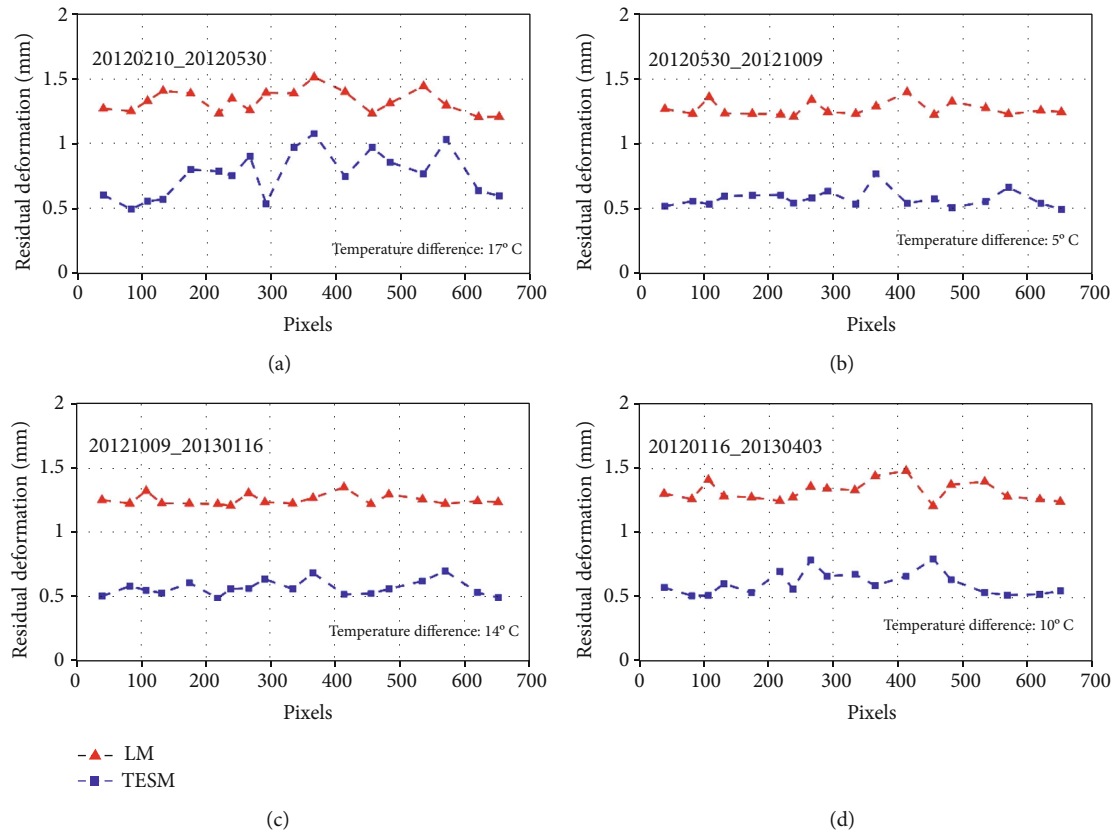 2
1.5
1
0.5
0
Residual deformation (mm)
20120210_20120530
Temperature difference: 17° C
0 100 200 300 400 500 600 700
Pixels
(a)
2
1.5
1
0.5
0
Residual deformation (mm)
20120530_20121009
Temperature difference: 5° C
0 100 200 300 400 500 600 700
Pixels
(b)
2
1.5
1
0.5
0
Residual deformation (mm)
20121009_20130116
Temperature difference: 14° C
0 100 200 300 400 500 600 700
Pixels
LM
TESM
(c)
2
1.5
1
0.5
0
Residual deformation (mm)
20120116_20130403
Temperature difference: 10° C
0 100 200 300 400 500 600 700
Pixels
(d)